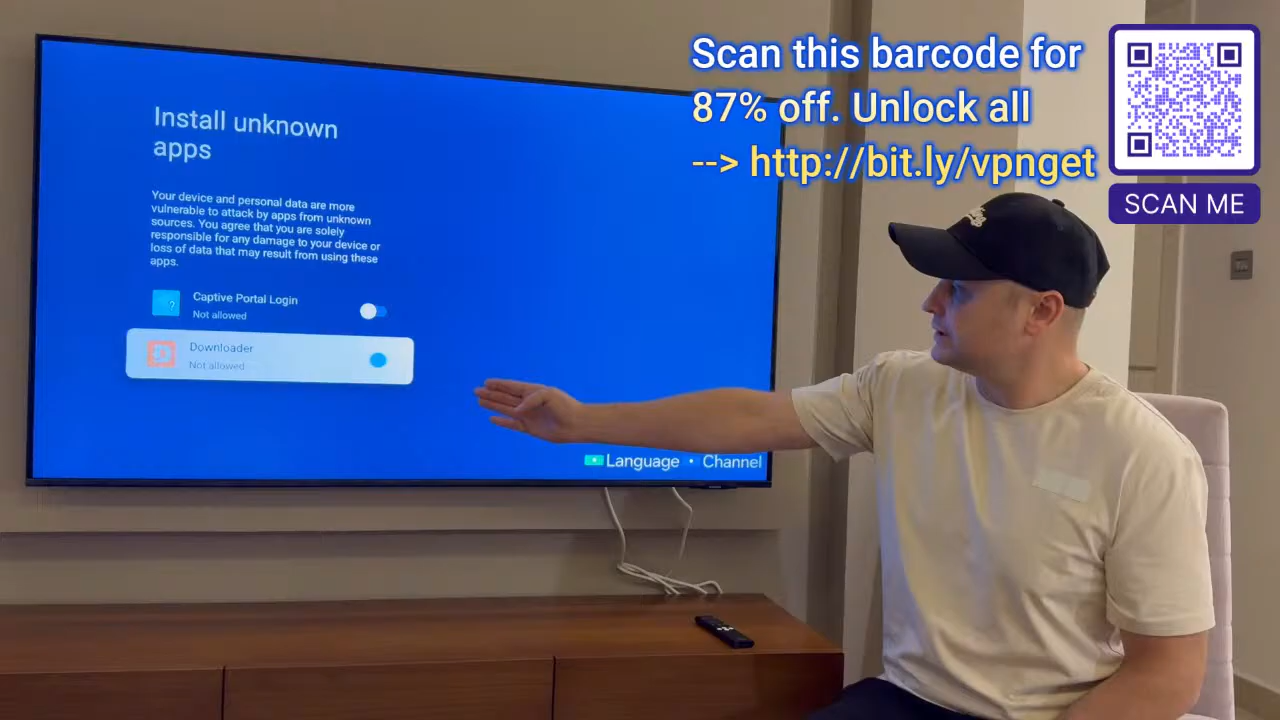 Install unknown
apps
Your device and personal data are more
vulnerable to attack by apps from unknown
sources. You agree that you are solely
responsible for any damage to your device or
loss of data that may result from using these
apps.
Captive Portal Login
Not allowed
Downloader
Not allowed
Language • Channel
Scan this barcode for
87% off. Unlock all
--> http://bit.ly/vpnget
SCAN ME